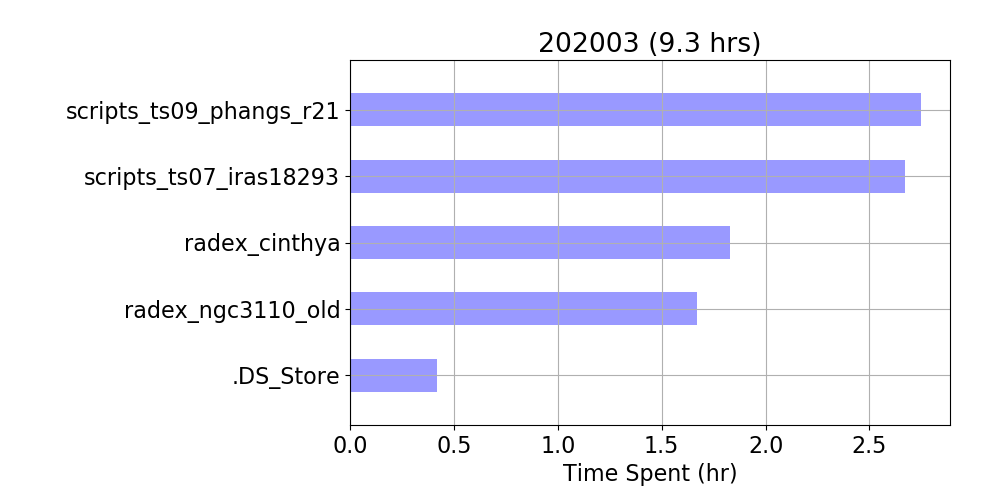 202003 (9.3 hrs)
scripts_ts09_phangs_r21
scripts_ts07_iras18293
radex_cinthya
radex_ngc3110_old
.DS_Store
0.0 0.5 1.0 1.5 2.0 2.5
Time Spent (hr)